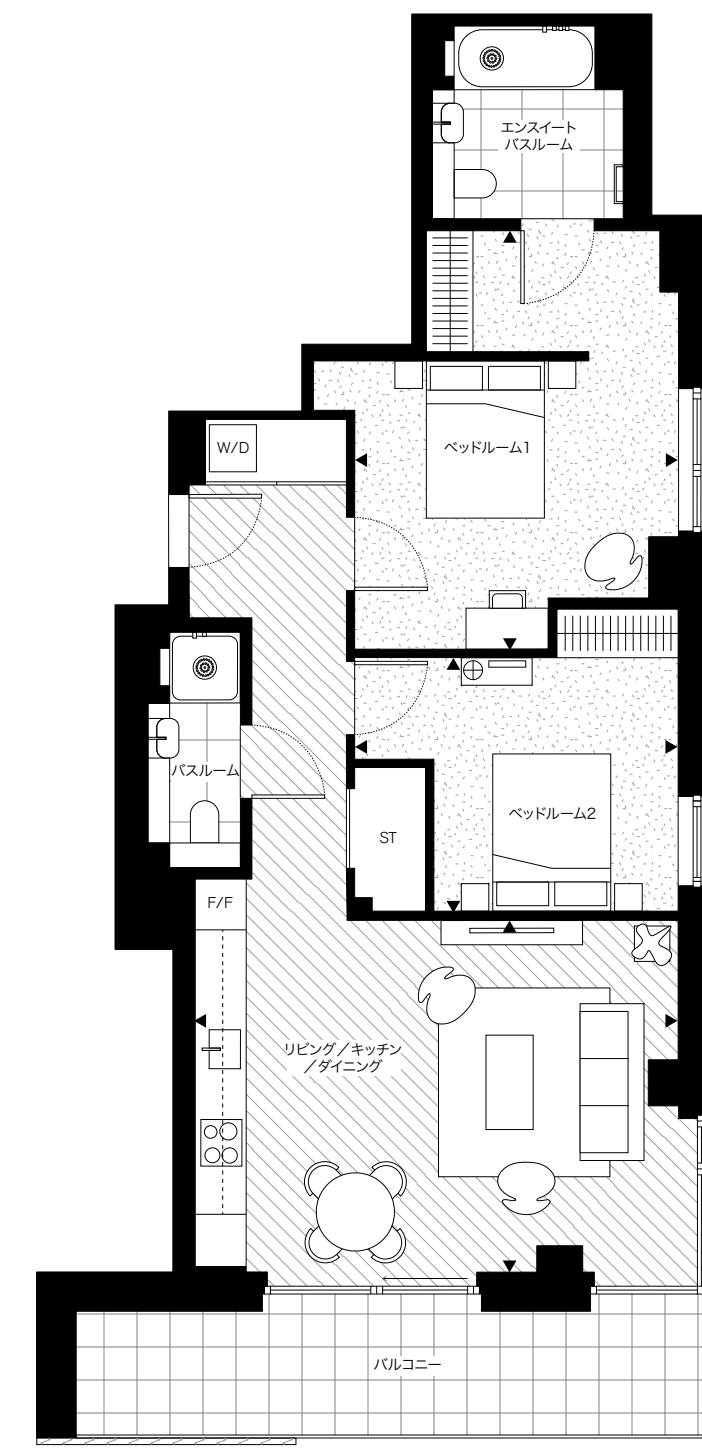 エンスイート
バスルーム
W/D
ベッドルーム1
バスルーム
ベッドルーム2
ST
F/F
リビング／キッチン
／ダイニング
バルコニー